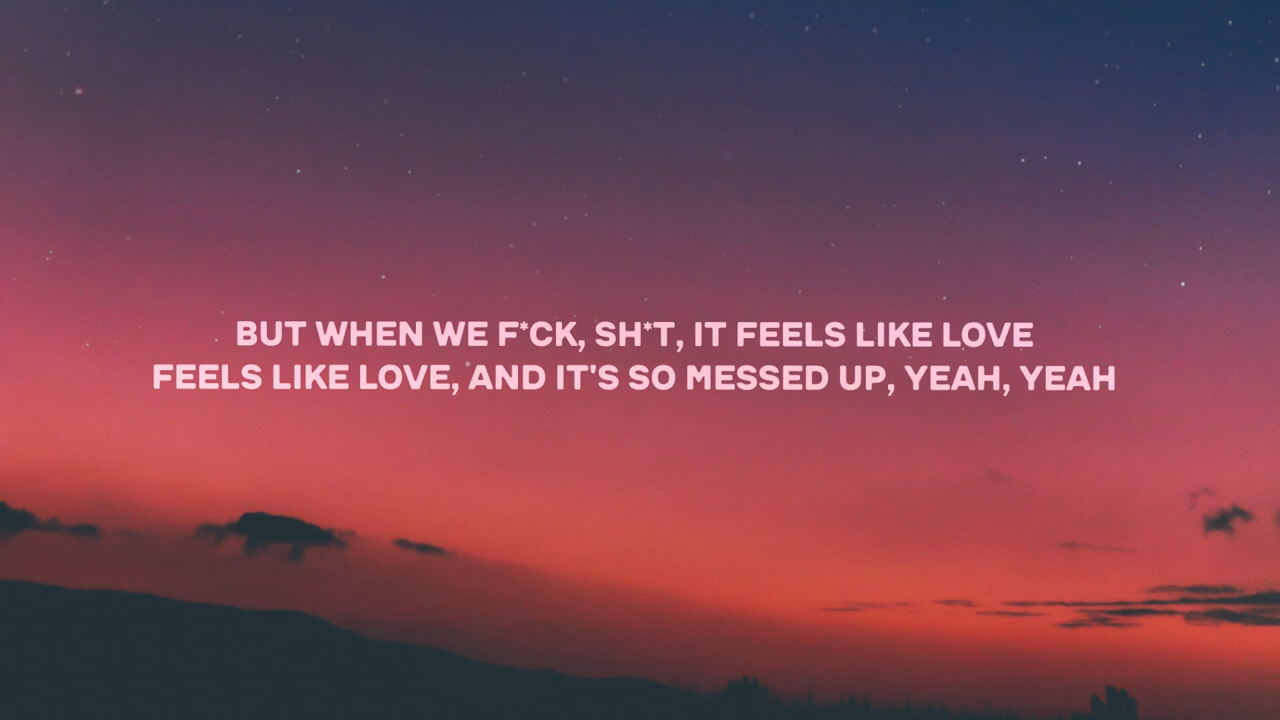 BUT WHEN WE F*CK, SH*T, IT FEELS LIKE LOVE
FEELS LIKE LOVE, AND IT'S SO MESSED UP, YEAH, YEAH